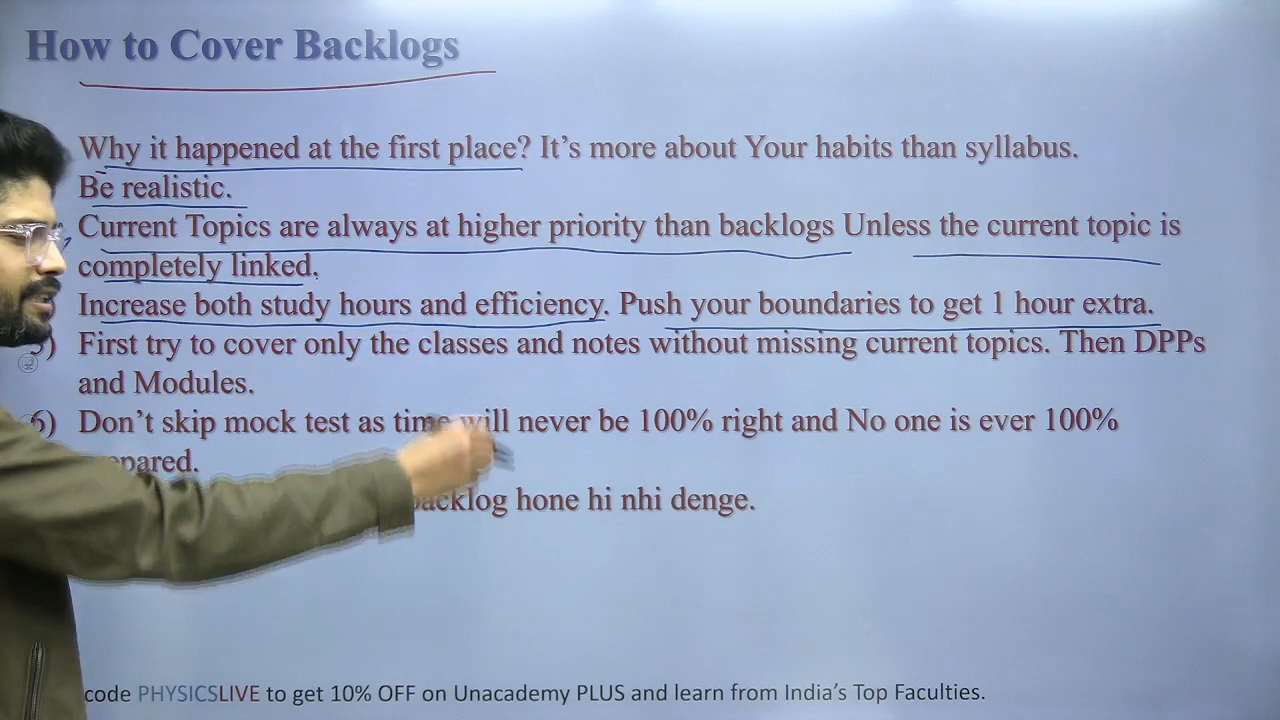 How to Cover Backlogs
Why it happened at the first place? It’s more about Your habits than syllabus.
Be realistic.
Current Topics are always at higher priority than backlogs Unless the current topic is
completely linked,
Increase both study hours and efficiency. Push your boundaries to get 1 hour extra.
5) First try to cover only the classes and notes without missing current topics. Then DPPs
and Modules.
6) Don’t skip mock test as time will never be 100% right and No one is ever 100%
backlog hone hi nhi denge.
code PHYSICSLIVE to get 10% OFF on Unacademy PLUS and learn from India’s Top Faculties.